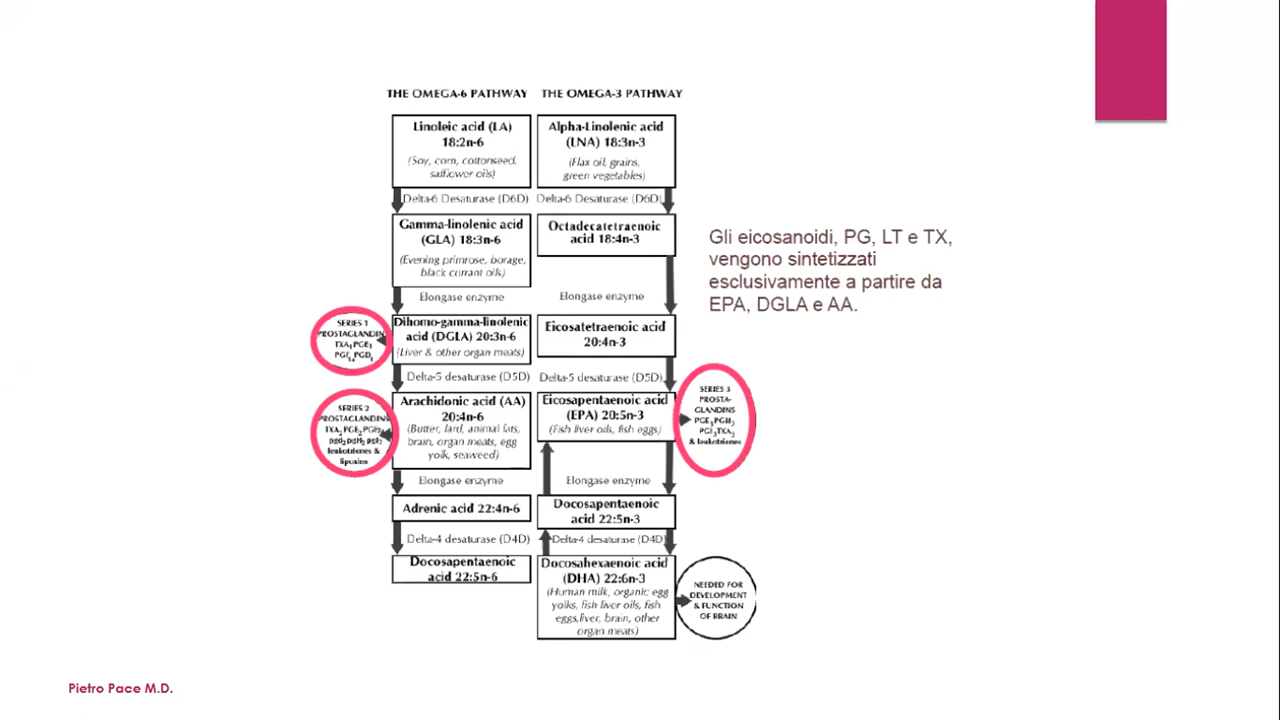 THE OMEGA-6 PATHWAY
THE OMEGA-3 PATHWAY
Linoleic acid (LA)
18:2n-6
(Soy, corn, cottonseed,
safflower oils)
Alpha-Linolenic acid
(LNA) 18:3n-3
(Flax oil, grains,
green vegetables)
Delta-6 Desaturase (D6D)
Delta-6 Desaturase (D6D)
Gamma-linolenic acid
(GLA) 18:3n-6
(Evening primrose, borage,
black currant oils)
Octadecatetraenoic
acid 18:4n-3
Elongase enzyme
Elongase enzyme
SERIES 1
PROSTAGLANDINS
TXA₁ PGE₁
Dihomo-gamma-linolenic
acid (DGLA) 20:3n-6
(Liver & other organ meats)
Eicosatetraenoic acid
20:4n-3
Delta-5 desaturase (D5D)
Delta-5 desaturase (D5D)
SERIES 2
PROSTAGLANDINS
TXA₂ PGE₂
leukotrienes &
lipoxins
Arachidonic acid (AA)
20:4n-6
(Butter, lard, animal fats,
brain, organ meats, egg
yolk, seaweed)
Eicosapentaenoic acid
(EPA) 20:5n-3
(Fish liver oils, fish eggs)
SERIES 3
PROSTA-
GLANDINS
& leukotrienes
Elongase enzyme
Elongase enzyme
Adrenic acid 22:4n-6
Docosapentaenoic
acid 22:5n-3
Delta-4 desaturase (D4D)
Delta-4 desaturase (D4D)
Docosapentaenoic
acid 22:5n-6
Docosahexaenoic acid
(DHA) 22:6n-3
(Human milk, organic egg
yolks, fish liver oils, fish
eggs,liver, brain, other
organ meats)
NEEDED FOR
DEVELOPMENT
& FUNCTION
OF BRAIN
Gli eicosanoidi, PG, LT e TX,
vengono sintetizzati
esclusivamente a partire da
EPA, DGLA e AA.
Pietro Pace M.D.